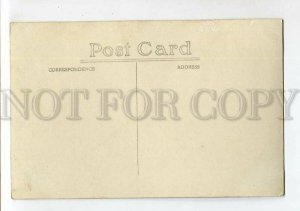 Post Card
CORRESPONDENCE ADDRESS
NOT FOR COPY